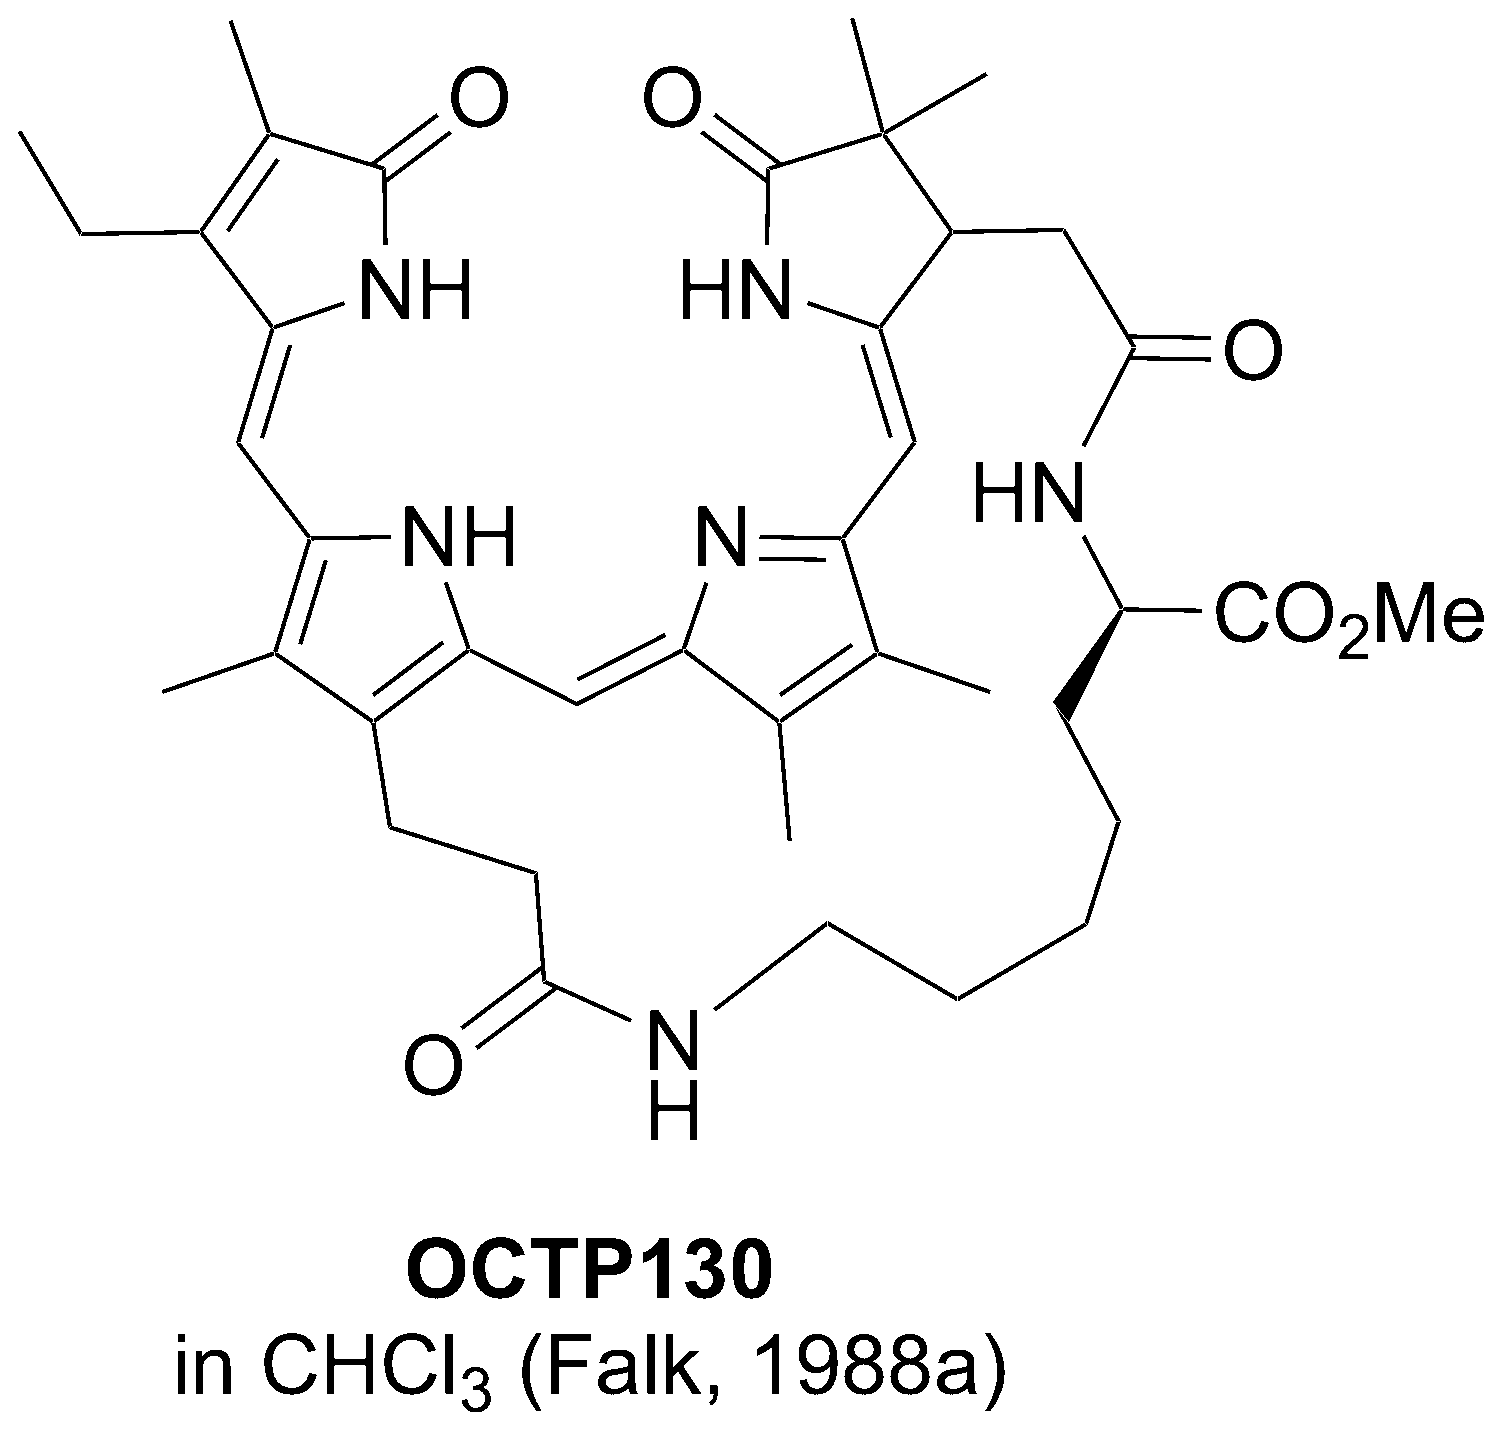 O O
NH HN
O
NH N HN
CO2Me
O N
H
OCTP130
in CHCl3 (Falk, 1988a)